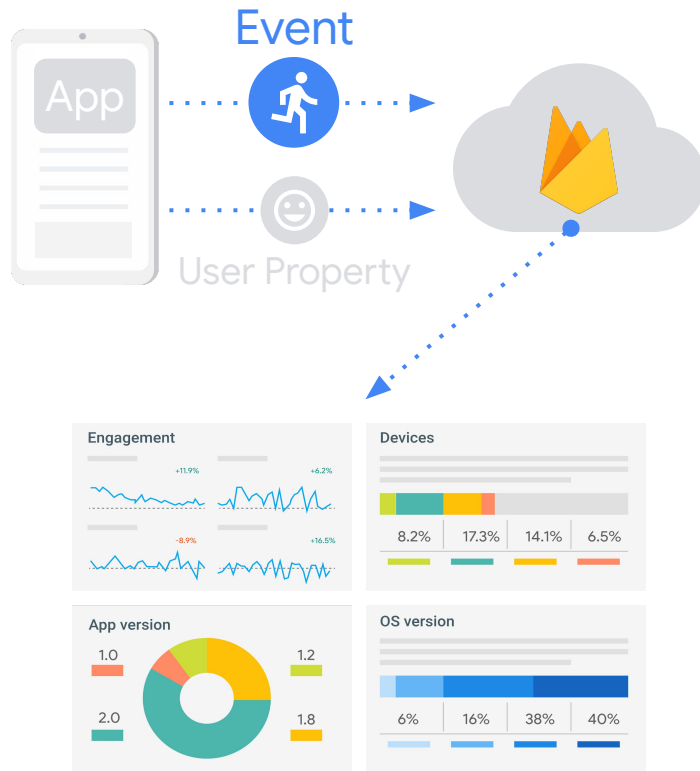 Event
App
User Property
Engagement
+11.9%
+6.2%
-8.9%
+16.5%
Devices
8.2% 17.3% 14.1% 6.5%
App version
1.0 1.2
2.0 1.8
OS version
6% 16% 38% 40%